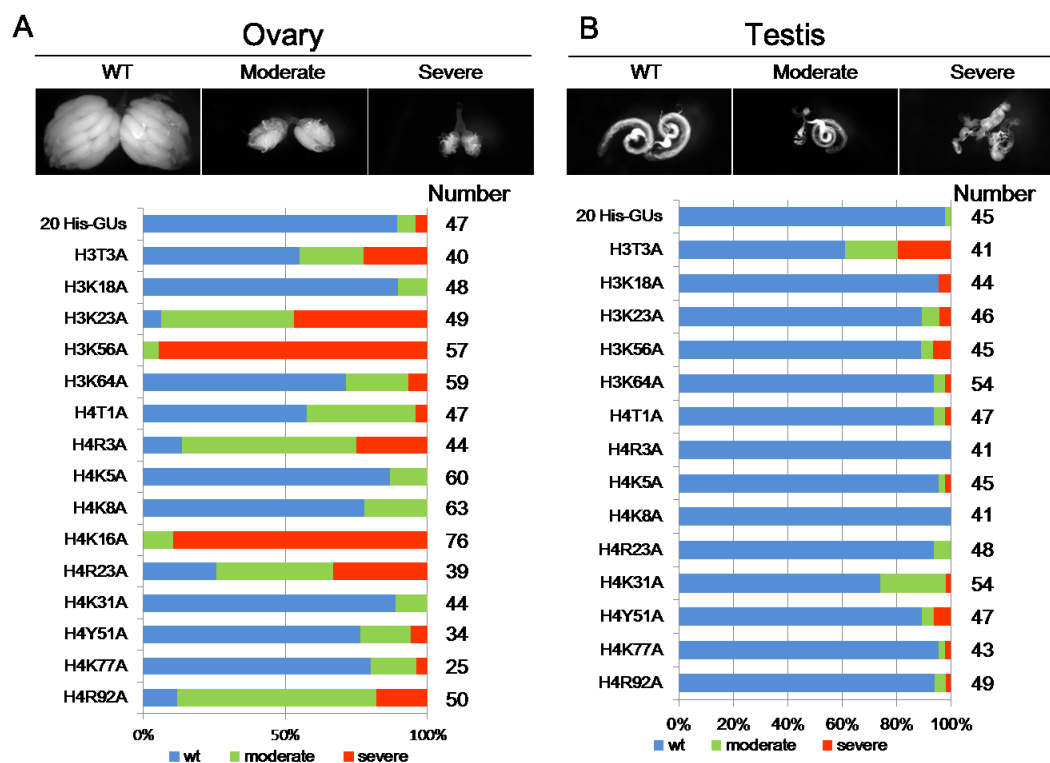 A
Ovary
WT Moderate Severe
Number
20 His-GUs 47
H3T3A 40
H3K18A 48
H3K23A 49
H3K56A 57
H3K64A 59
H4T1A 47
H4R3A 44
H4K5A 60
H4K8A 63
H4K16A 76
H4R23A 39
H4K31A 44
H4Y51A 34
H4K77A 25
H4R92A 50
0% 50% 100%
wt moderate severe
B
Testis
WT Moderate Severe
Number
20 His-GUs 45
H3T3A 41
H3K18A 44
H3K23A 46
H3K56A 45
H3K64A 54
H4T1A 47
H4R3A 41
H4K5A 45
H4K8A 41
H4R23A 48
H4K31A 54
H4Y51A 47
H4K77A 43
H4R92A 49
0% 20% 40% 60% 80% 100%
wt moderate severe